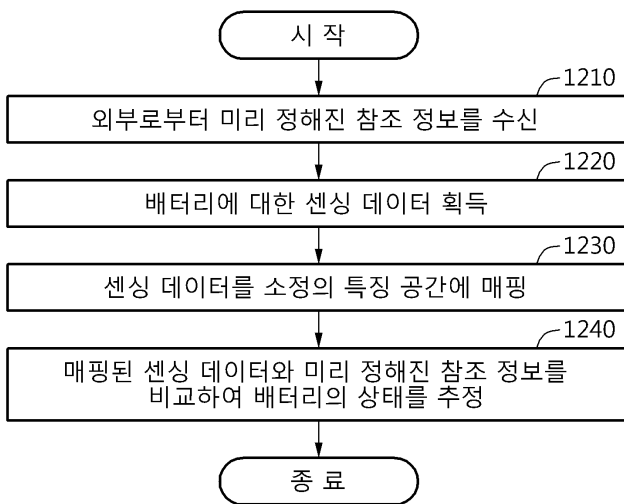 시 작
1210
외부로부터 미리 정해진 참조 정보를 수신
1220
배터리에 대한 센싱 데이터 획득
1230
센싱 데이터를 소정의 특징 공간에 매핑
1240
매핑된 센싱 데이터와 미리 정해진 참조 정보를
비교하여 배터리의 상태를 추정
종 료